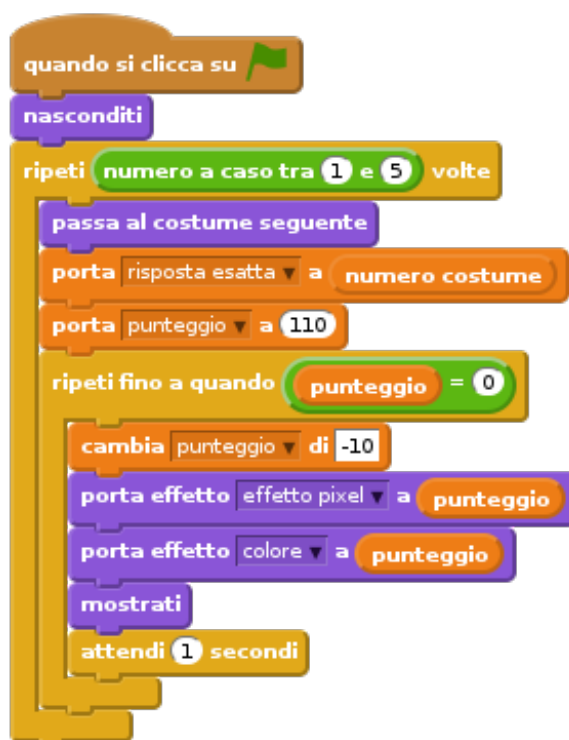 quando si clicca su
nasconditi
ripeti numero a caso tra 1 e 5 volte
passa al costume seguente
porta risposta esatta a numero costume
porta punteggio a 110
ripeti fino a quando punteggio = 0
cambia punteggio di -10
porta effetto effetto pixel a punteggio
porta effetto colore a punteggio
mostrati
attendi 1 secondi